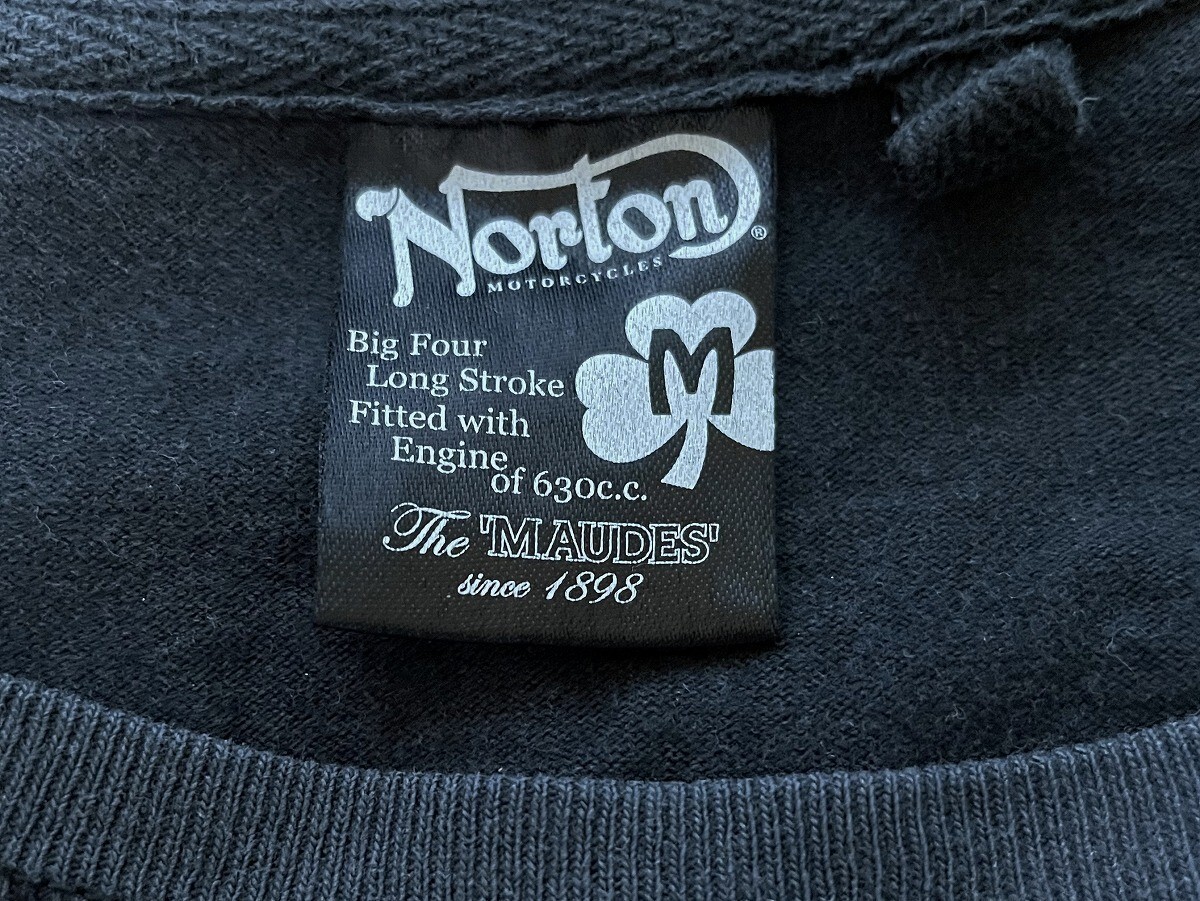 Norton®
MOTORCYCLES
M
Big Four
Long Stroke
Fitted with
Engine
of 630c.c.
The 'MAUDES'
since 1898